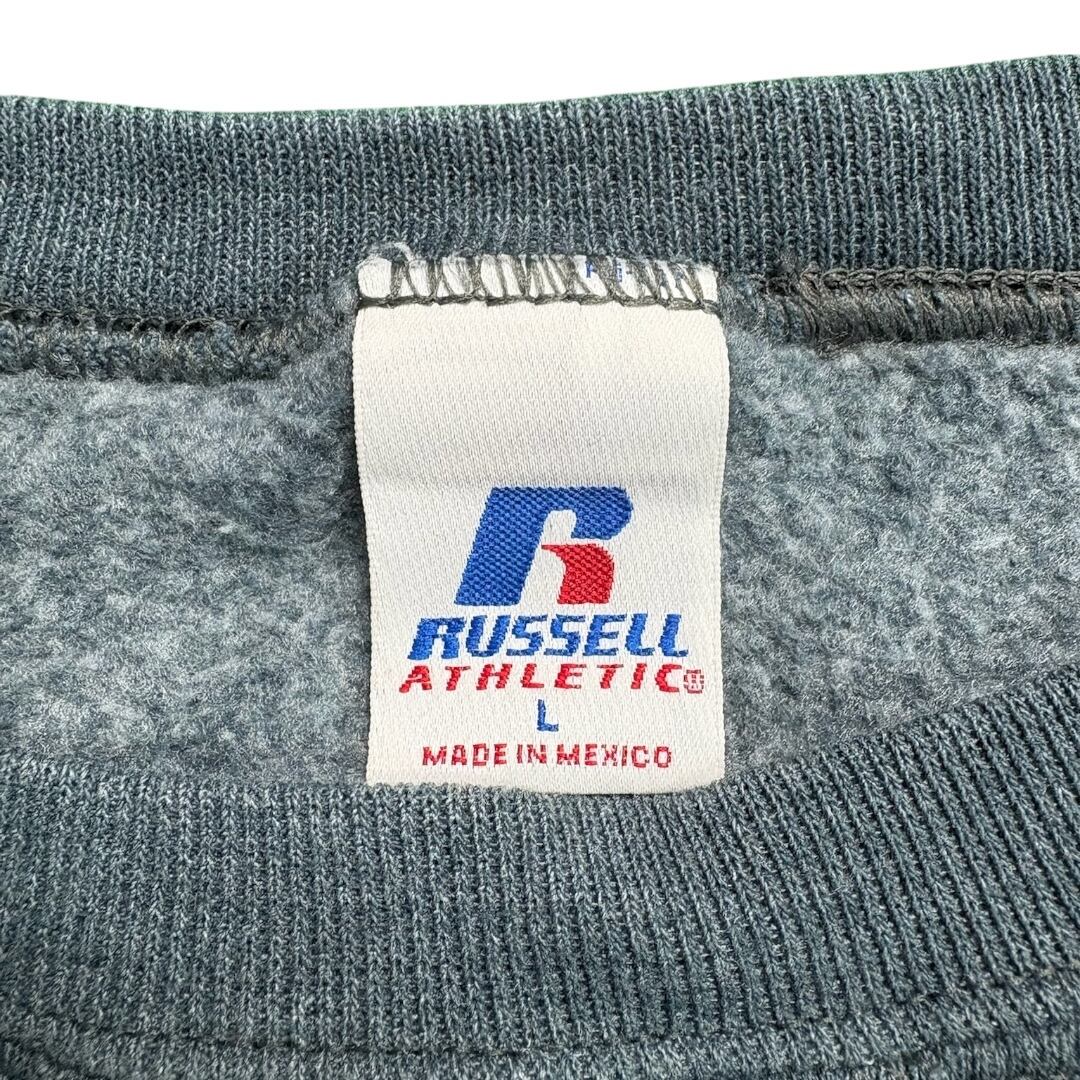 R
RUSSELL
ATHLETIC®
L
MADE IN MEXICO